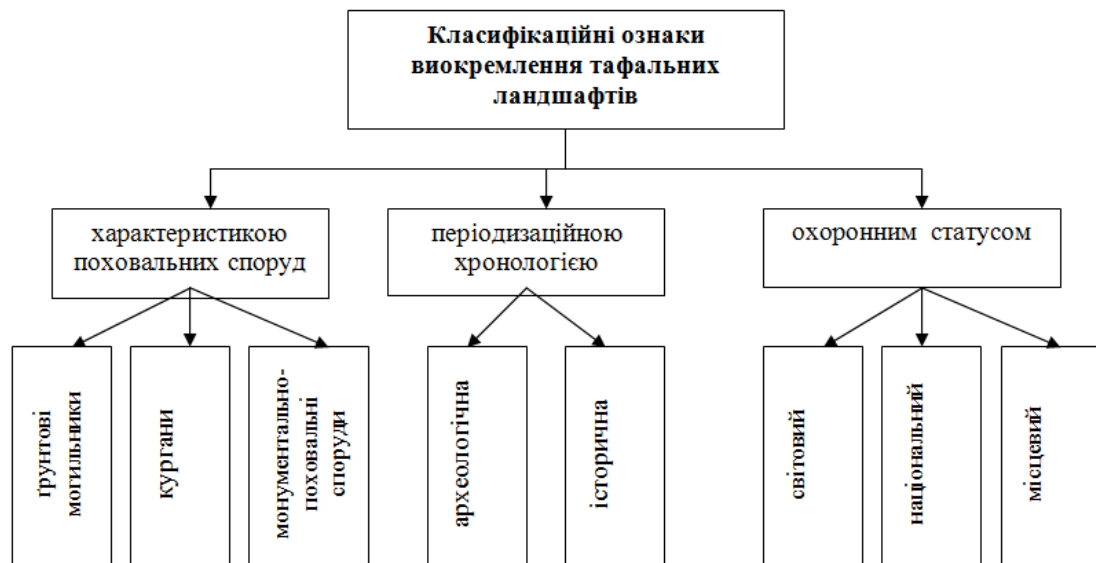 Класифікаційні ознаки
виокремлення тафальних
ландшафтів
характеристикою
поховальних споруд
періодизаційною
хронологією
охоронним статусом
ґрунтові
могильники
кургани
монументально-
поховальні
споруди
археологічна
історична
світовий
національний
місцевий